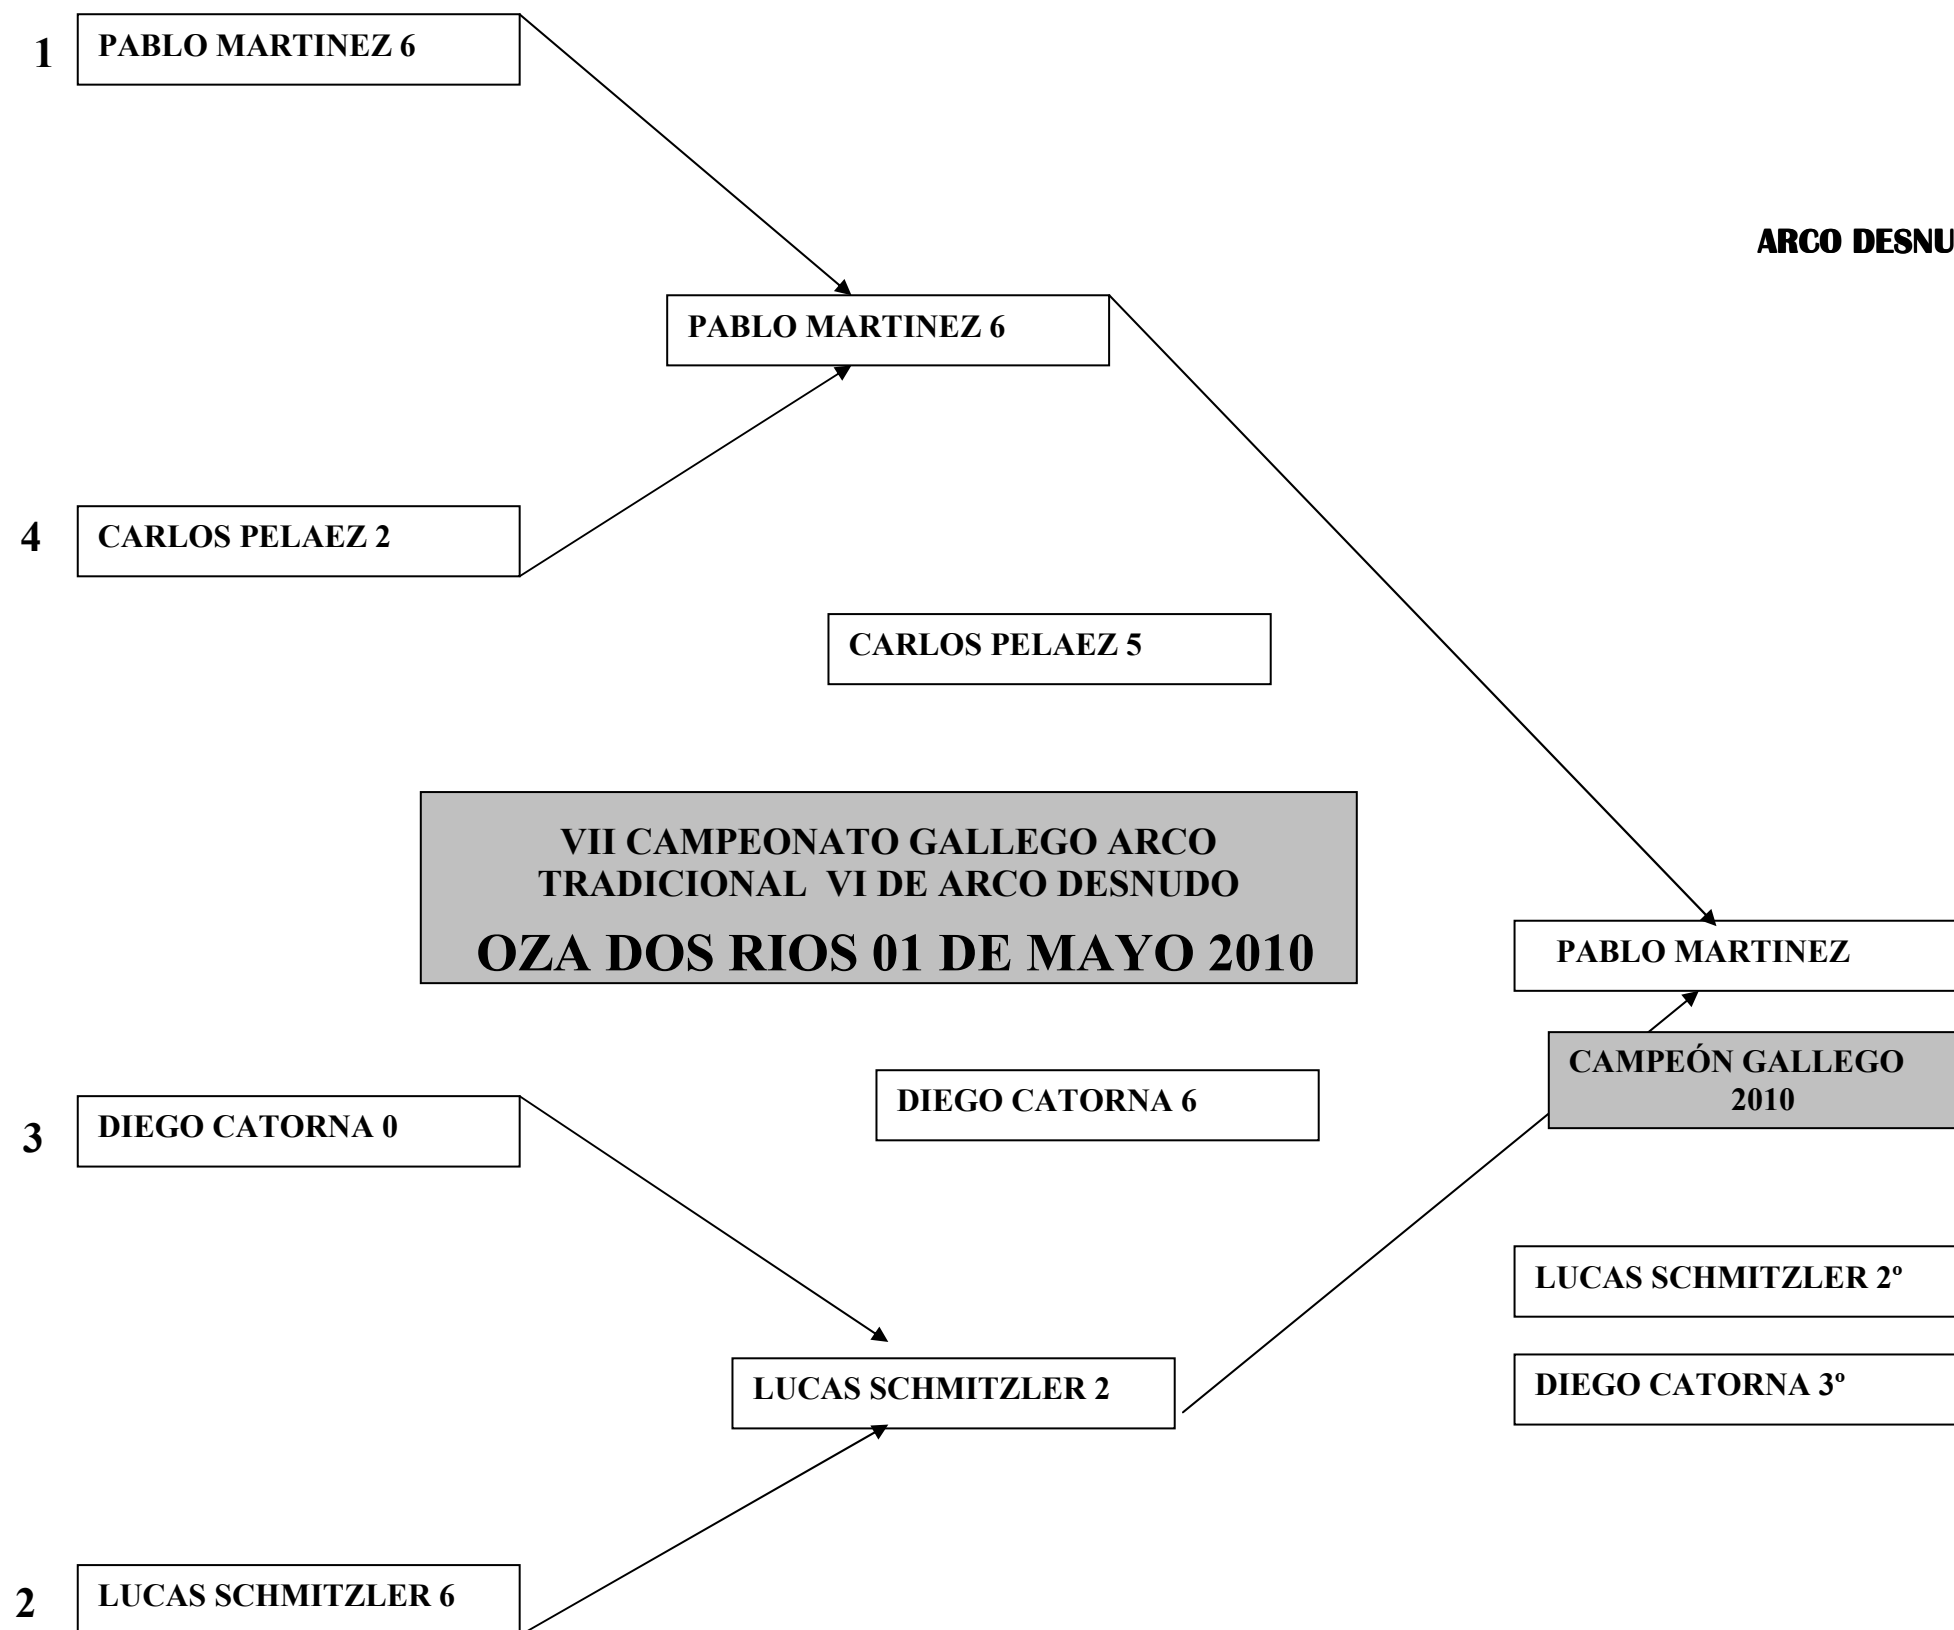 1
PABLO MARTINEZ 6
ARCO DESNU
PABLO MARTINEZ 6
4
CARLOS PELAEZ 2
CARLOS PELAEZ 5
VII CAMPEONATO GALLEGO ARCO
TRADICIONAL VI DE ARCO DESNUDO
OZA DOS RIOS 01 DE MAYO 2010
PABLO MARTINEZ
CAMPEÓN GALLEGO
2010
3
DIEGO CATORNA 0
DIEGO CATORNA 6
LUCAS SCHMITZLER 2º
LUCAS SCHMITZLER 2
DIEGO CATORNA 3º
2
LUCAS SCHMITZLER 6